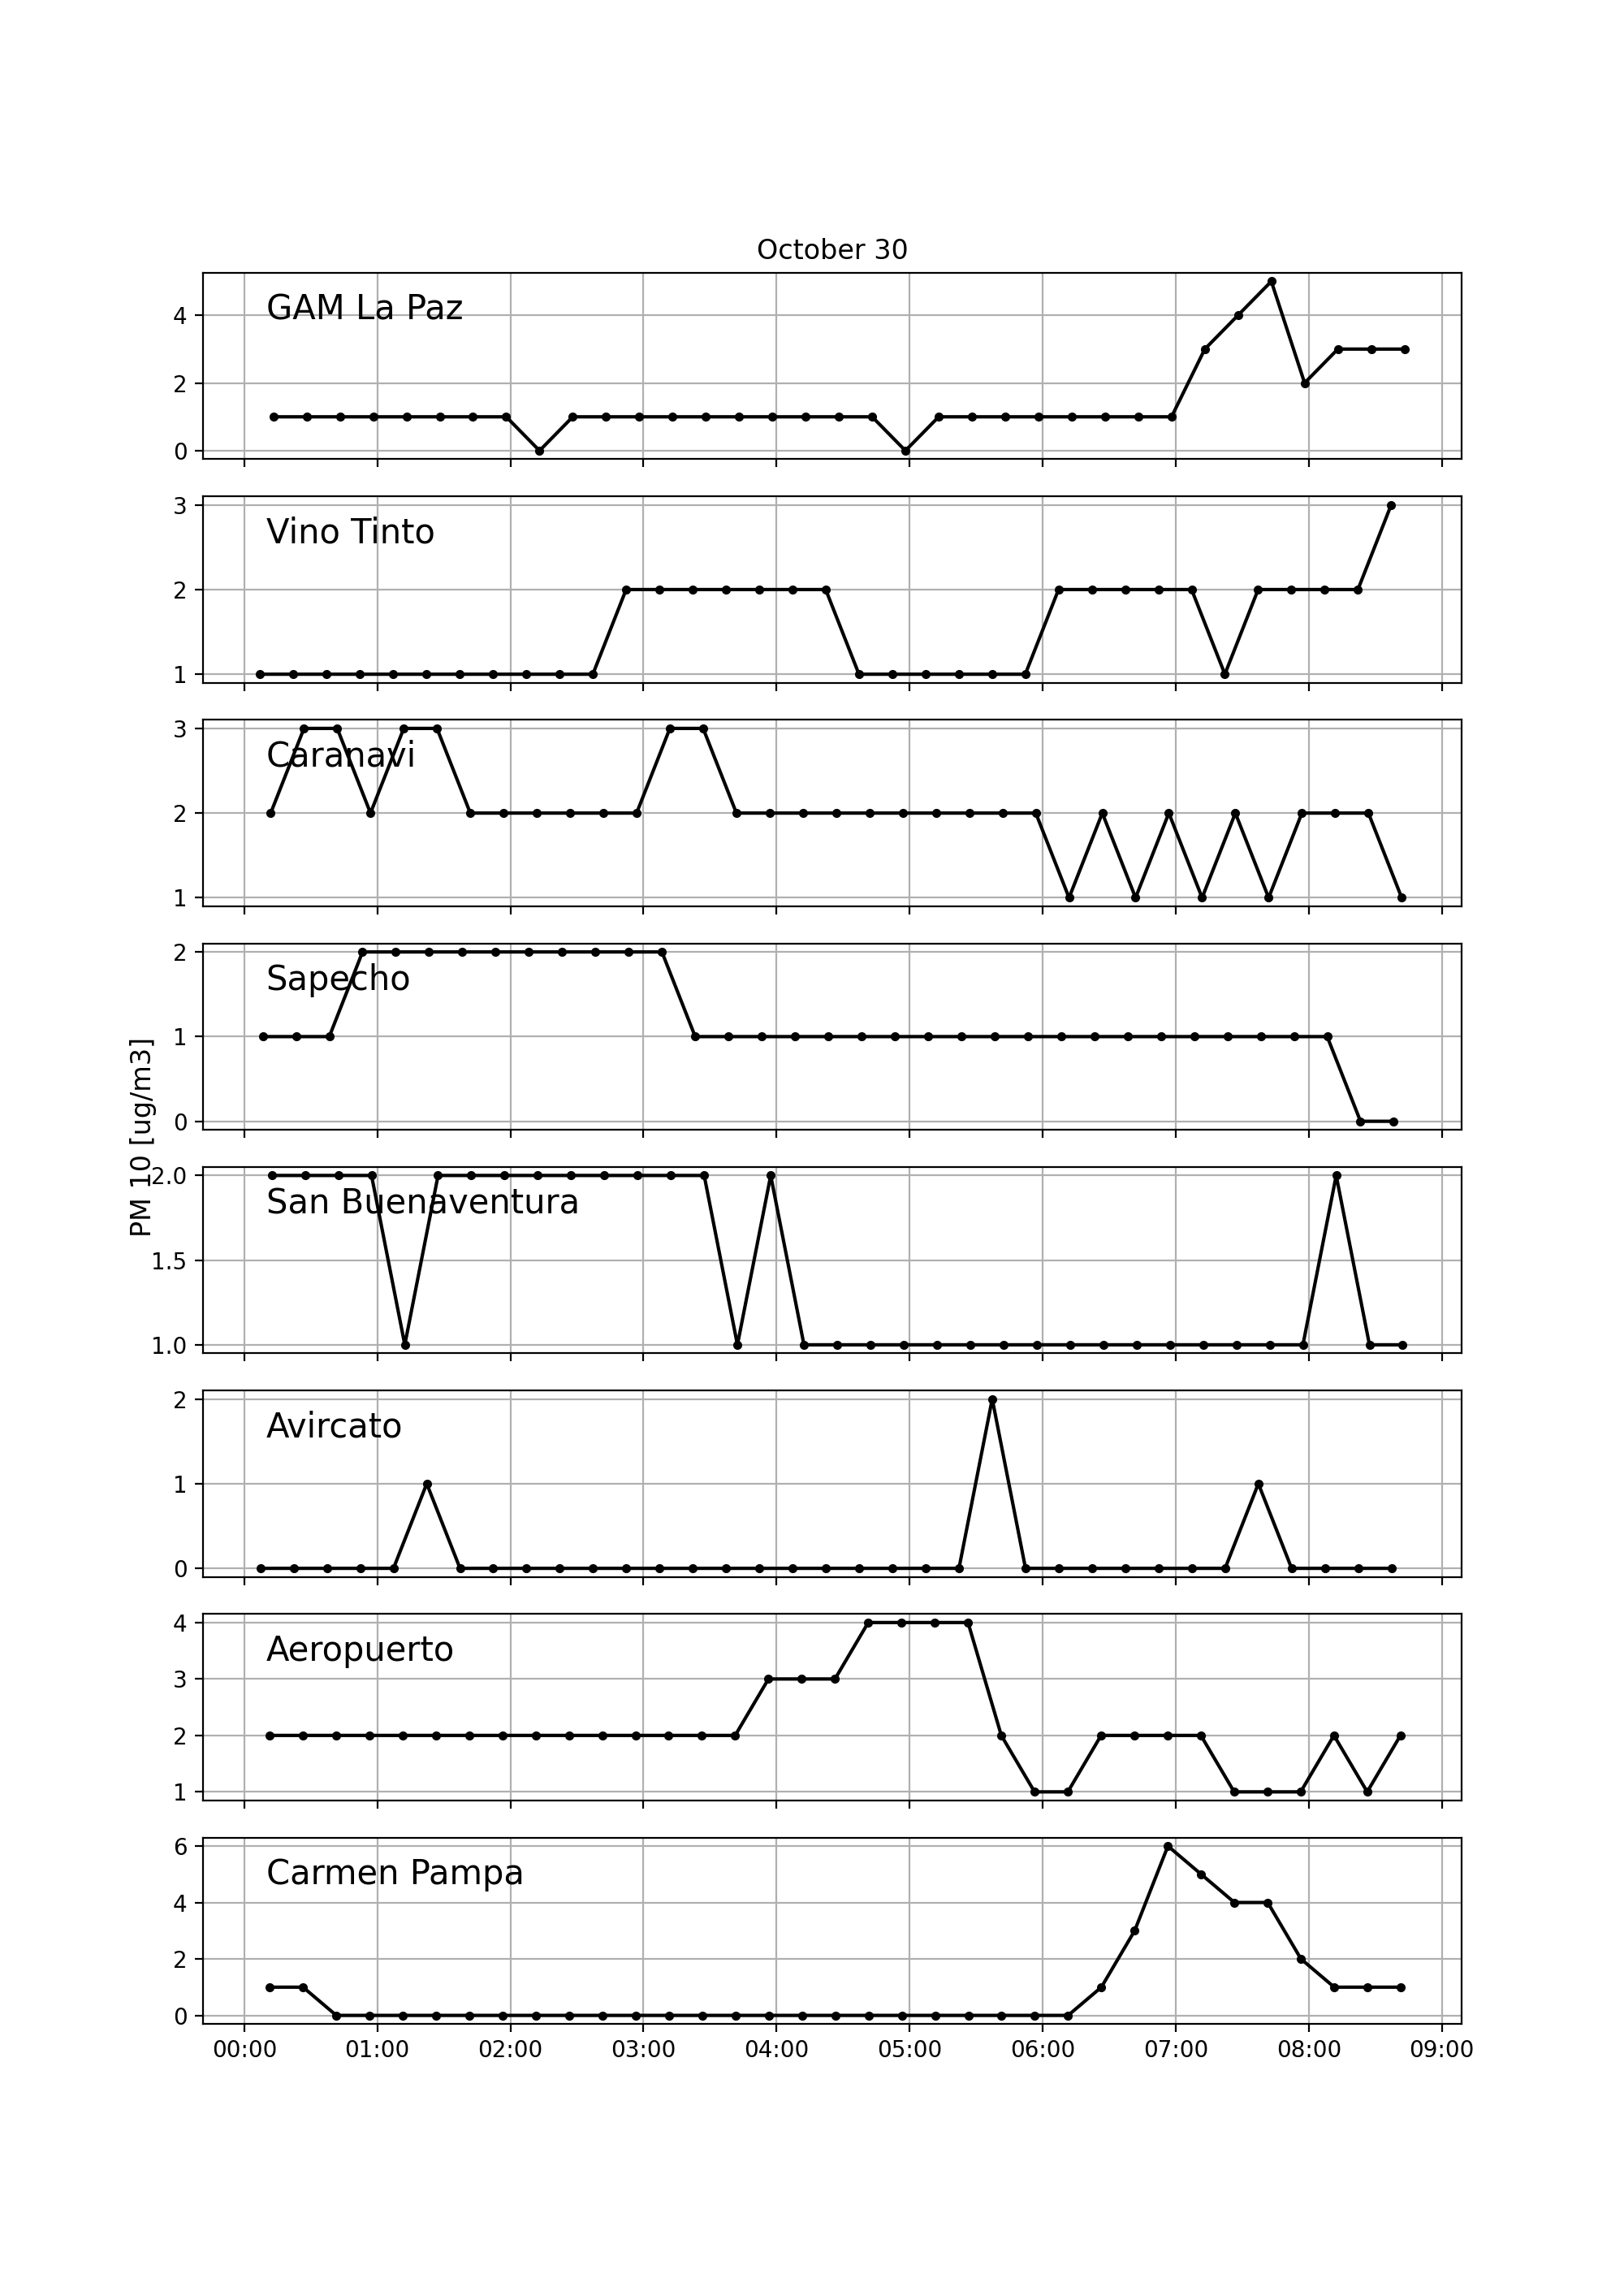 October 30
GAM La Paz
4
2
0
Vino Tinto
3
2
1
Caranavi
3
2
1
Sapecho
2
1
0
PM 10 [ug/m3]
San Buenaventura
2.0
1.5
1.0
Avircato
2
1
0
Aeropuerto
4
3
2
1
Carmen Pampa
6
4
2
0
00:00 01:00 02:00 03:00 04:00 05:00 06:00 07:00 08:00 09:00